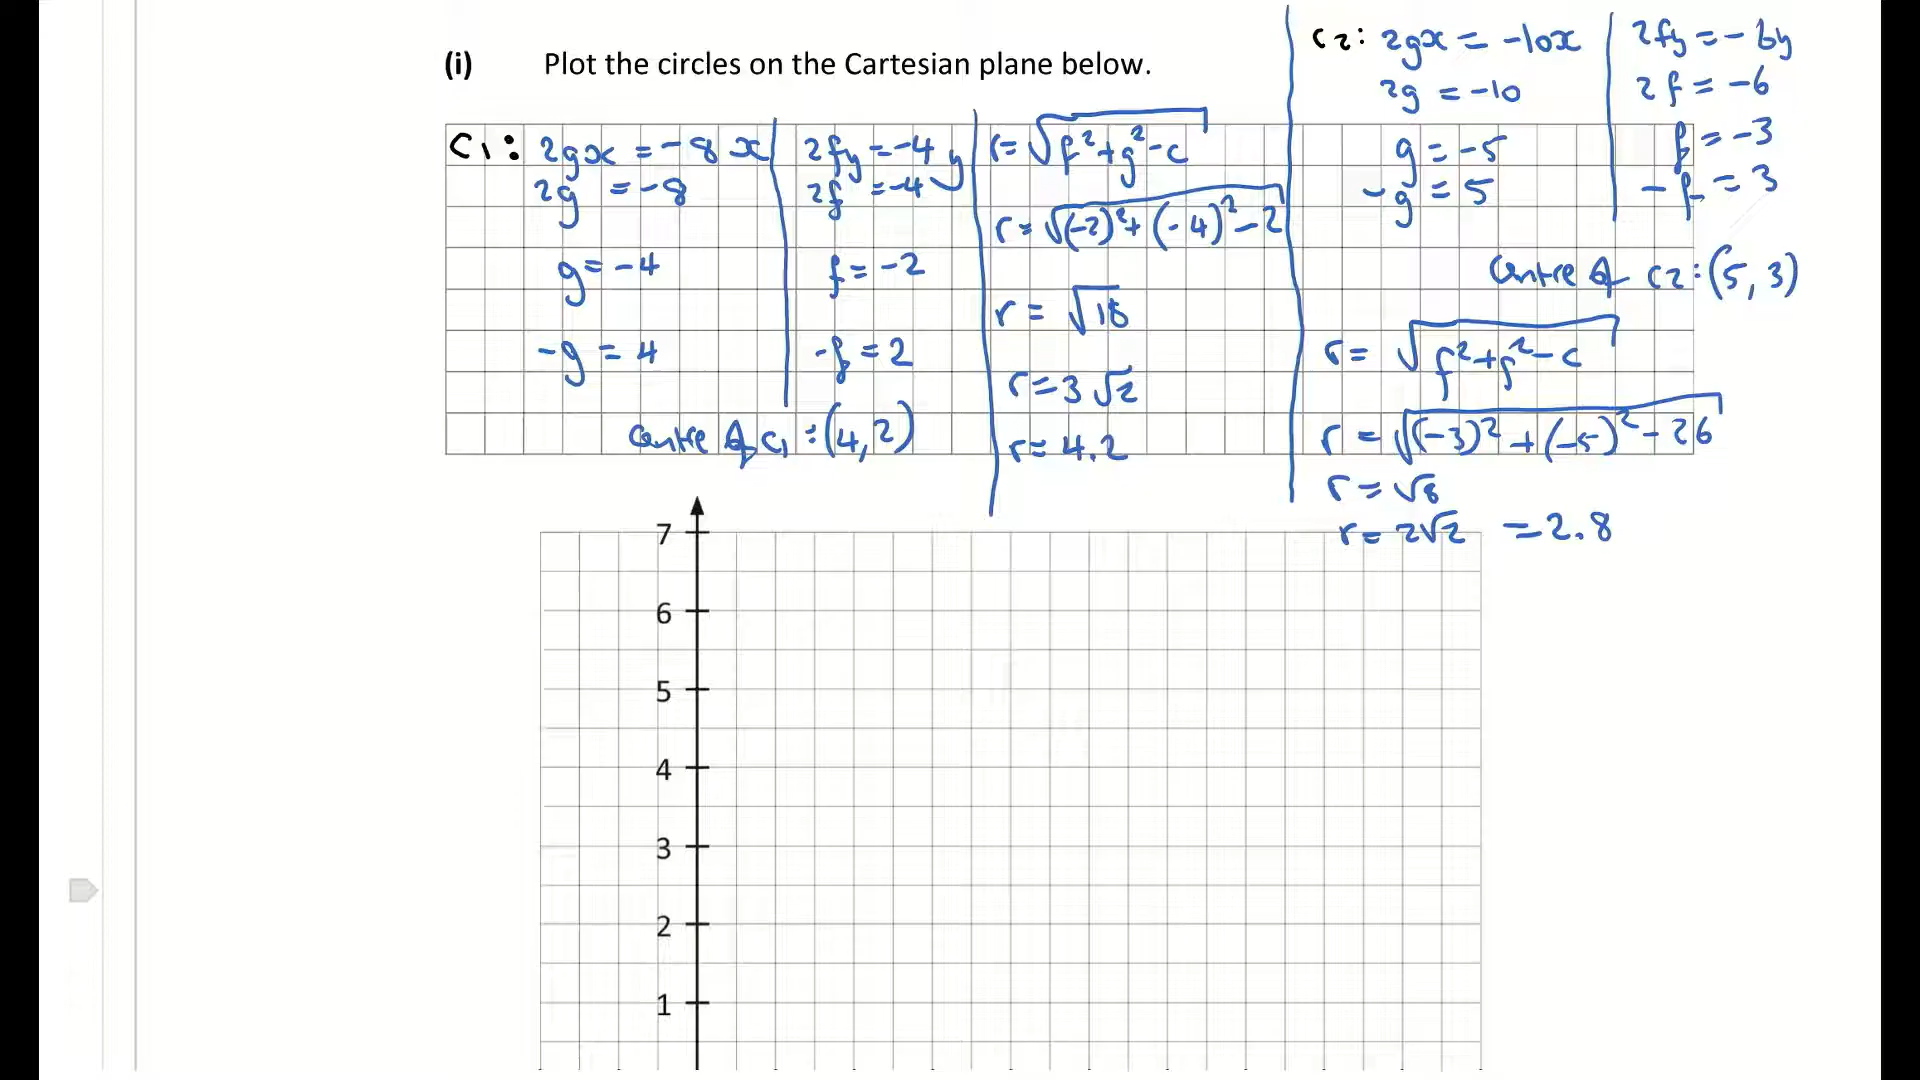 (i) Plot the circles on the Cartesian plane below.
C1: 2gx = -8x
2g = -8
g = -4
-g = 4
2fy = -4y
2f = -4
f = -2
-f = 2
Centre of C1 : (4,2)
r = √f²+g²-c
r = √(-2)²+(-4)²-2
r = √18
r = 3√2
r = 4.2
C2: 2gx = -10x
2g = -10
g = -5
-g = 5
2fy = -6y
2f = -6
f = -3
-f = 3
Centre of C2: (5,3)
r = √f²+g²-c
r = √(-3)²+(-5)²-26
r = √8
r = 2√2 = 2.8
7
6
5
4
3
2
1